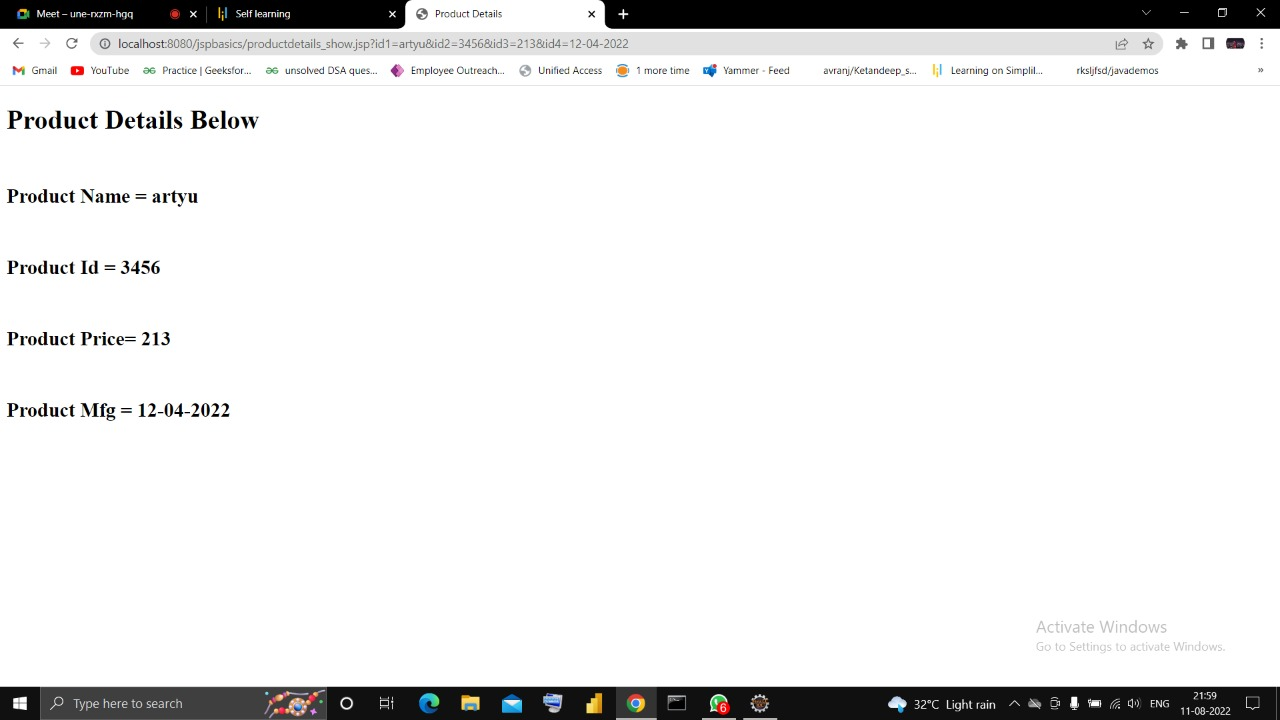 Meet – une-rxzm-hgq
Self learning
Product Details
localhost:8080/jspbasics/productdetails_show.jsp?id1=artyu&id2=3456&id3=213&id4=12-04-2022
Gmail
YouTube
Practice | Geeksfor...
unsolved DSA ques...
Employee Outreach...
Unified Access
1 more time
Yammer - Feed
avranj/Ketandeep_s...
Learning on Simplil...
rksljfsd/javademos
»
Product Details Below
Product Name = artyu
Product Id = 3456
Product Price= 213
Product Mfg = 12-04-2022
Activate Windows
Go to Settings to activate Windows.
Type here to search
6
32°C Light rain
ENG
21:59
11-08-2022